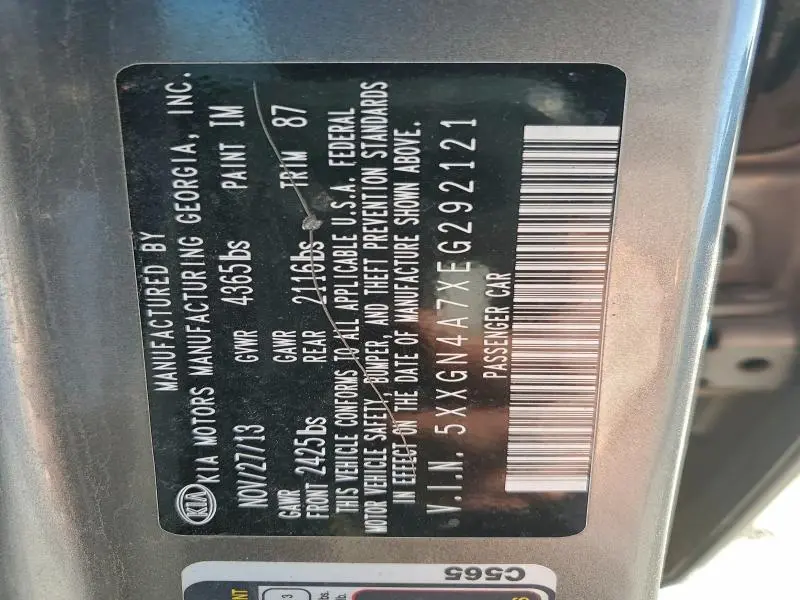 MANUFACTURED BY
KIA KIA MOTORS MANUFACTURING GEORGIA, INC.
NOV/27/13 GVWR 4365lbs PAINT IM
GAWR FRONT 2425lbs GAWR REAR 2116lbs TRIM 87
THIS VEHICLE CONFORMS TO ALL APPLICABLE U.S.A. FEDERAL
MOTOR VEHICLE SAFETY, BUMPER, AND THEFT PREVENTION STANDARDS
IN EFFECT ON THE DATE OF MANUFACTURE SHOWN ABOVE.
V.I.N. 5XXGN4A7XEG292121
PASSENGER CAR
C565